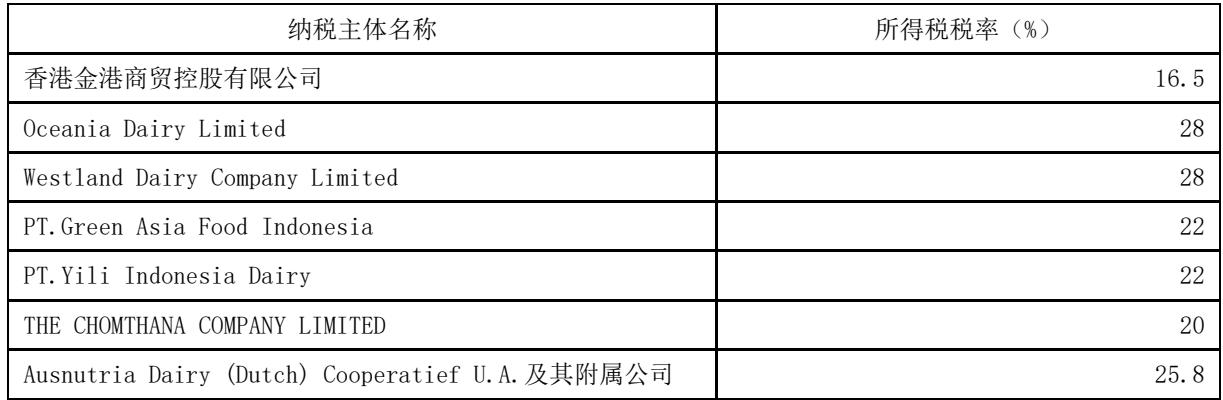 纳税主体名称 所得税税率（%）
香港金港商贸控股有限公司 16.5
Oceania Dairy Limited 28
Westland Dairy Company Limited 28
PT.Green Asia Food Indonesia 22
PT.Yili Indonesia Dairy 22
THE CHOMTHANA COMPANY LIMITED 20
Ausnutria Dairy (Dutch) Cooperatief U.A.及其附属公司 25.8